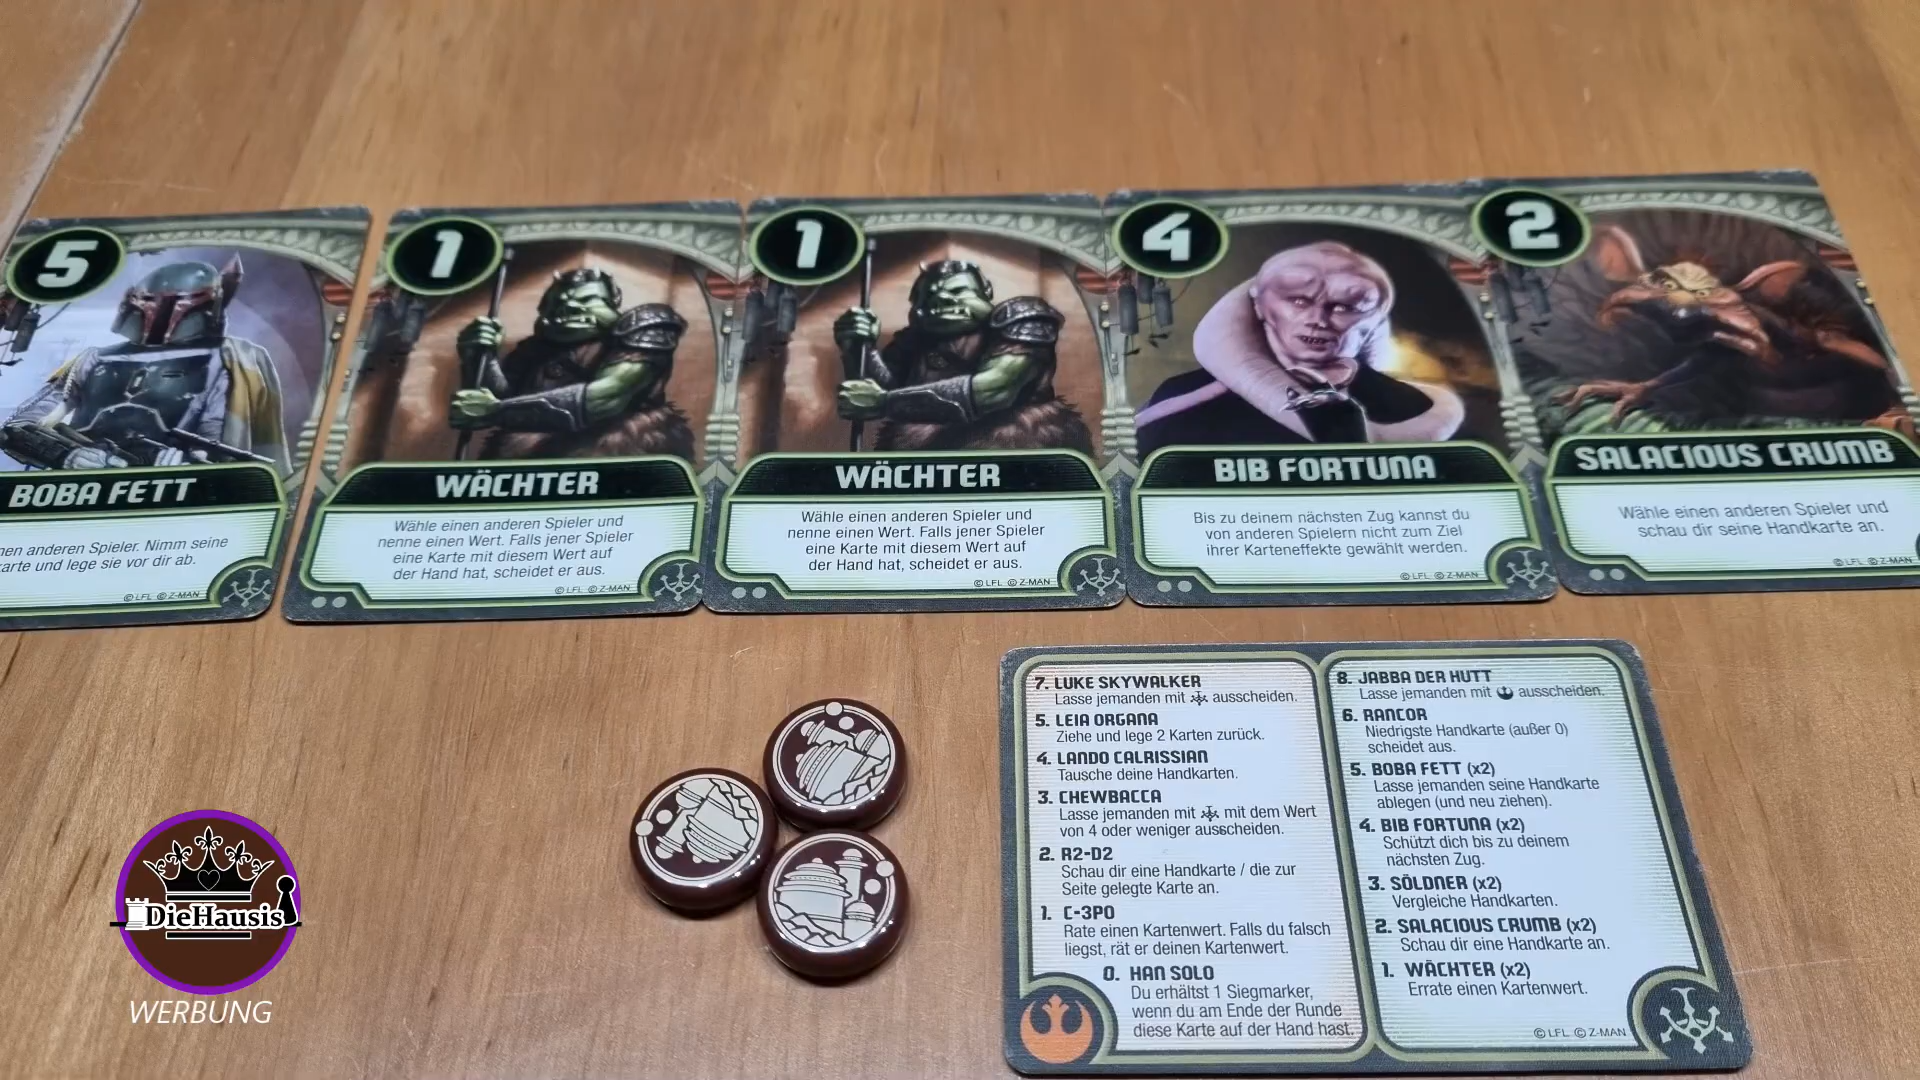 5
BOBA FETT
nen anderen Spieler. Nimm seine
arte und lege sie vor dir ab.
© LFL © Z-MAN
1
WÄCHTER
Wähle einen anderen Spieler und
nenne einen Wert. Falls jener Spieler
eine Karte mit diesem Wert auf
der Hand hat, scheidet er aus.
© LFL © Z-MAN
1
WÄCHTER
Wähle einen anderen Spieler und
nenne einen Wert. Falls jener Spieler
eine Karte mit diesem Wert auf
der Hand hat, scheidet er aus.
© LFL © Z-MAN
4
BIB FORTUNA
Bis zu deinem nächsten Zug kannst du
von anderen Spielern nicht zum Ziel
ihrer Karteneffekte gewählt werden.
© LFL © Z-MAN
2
SALACIOUS CRUMB
Wähle einen anderen Spieler und
schau dir seine Handkarte an.
© LFL © Z-MAN
7. LUKE SKYWALKER
Lasse jemanden mit ausscheiden.
5. LEIA ORGANA
Ziehe und lege 2 Karten zurück.
4. LANDO CALRISSIAN
Tausche deine Handkarten.
3. CHEWBACCA
Lasse jemanden mit mit dem Wert
von 4 oder weniger ausscheiden.
2. R2-D2
Schau dir eine Handkarte / die zur
Seite gelegte Karte an.
1. C-3PO
Rate einen Kartenwert. Falls du falsch
liegst, rät er deinen Kartenwert.
0. HAN SOLO
Du erhältst 1 Siegmarker,
wenn du am Ende der Runde
diese Karte auf der Hand hast.
8. JABBA DER HUTT
Lasse jemanden mit ausscheiden.
6. RANCOR
Niedrigste Handkarte (außer 0)
scheidet aus.
5. BOBA FETT (x2)
Lasse jemanden seine Handkarte
ablegen (und neu ziehen).
4. BIB FORTUNA (x2)
Schützt dich bis zu deinem
nächsten Zug.
3. SÖLDNER (x2)
Vergleiche Handkarten.
2. SALACIOUS CRUMB (x2)
Schau dir eine Handkarte an.
1. WÄCHTER (x2)
Errate einen Kartenwert.
© LFL © Z-MAN
DieHausis
WERBUNG